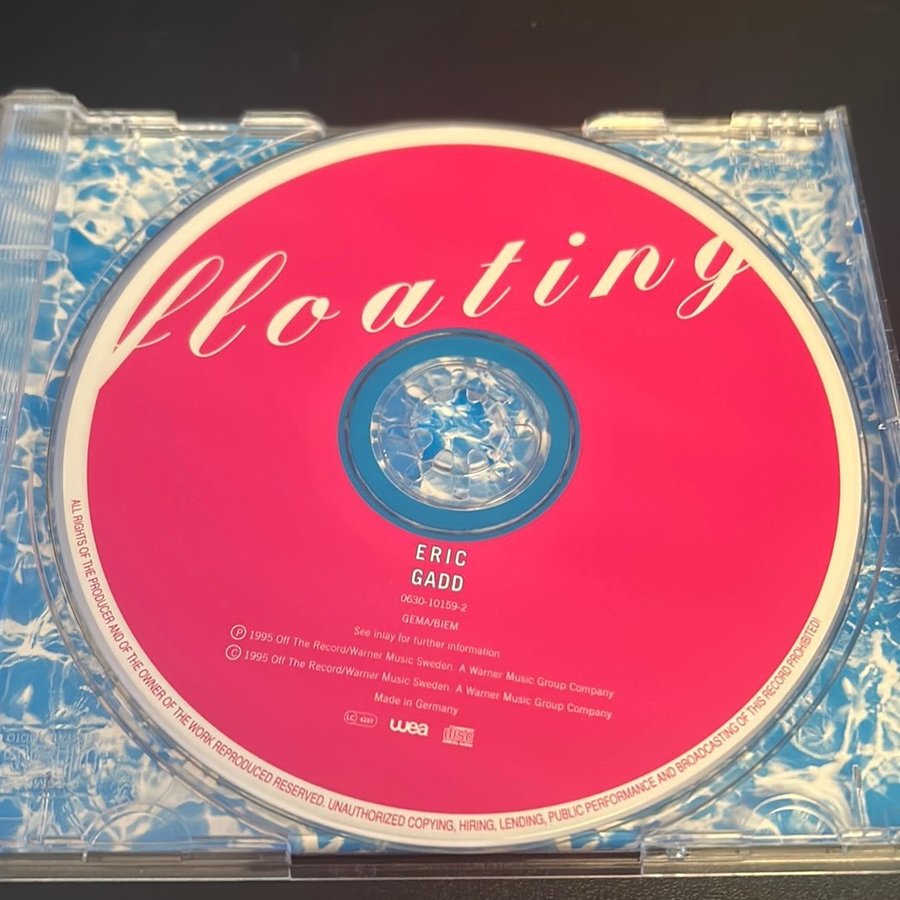 floating
ERIC
GADD
0630-10159-2
GEMA/BIEM
See inlay for further information
Ⓟ 1995 Off The Record/Warner Music Sweden. A Warner Music Group Company
Ⓒ 1995 Off The Record/Warner Music Sweden. A Warner Music Group Company
Made in Germany
LC 4281 wea disc
ALL RIGHTS OF THE PRODUCER AND OF THE OWNER OF THE WORK REPRODUCED RESERVED. UNAUTHORIZED COPYING, HIRING, LENDING, PUBLIC PERFORMANCE AND BROADCASTING OF THIS RECORD PROHIBITED!